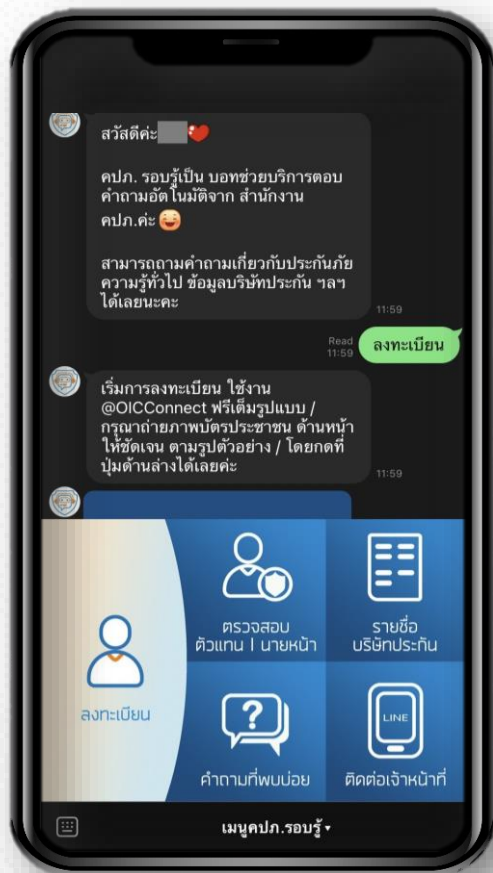 สวัสดีค่ะ
คปภ. รอบรู้เป็น บอทช่วยบริการตอบ
คำถามอัตโนมัติจาก สำนักงาน
คปภ.ค่ะ
สามารถถามคำถามเกี่ยวกับประกันภัย
ความรู้ทั่วไป ข้อมูลบริษัทประกัน ฯลฯ
ได้เลยนะคะ
11:59
Read
11:59
ลงทะเบียน
เริ่มการลงทะเบียน ใช้งาน
@OICConnect ฟรีเต็มรูปแบบ /
กรุณาถ่ายภาพบัตรประชาชน ด้านหน้า
ให้ชัดเจน ตามรูปตัวอย่าง / โดยกดที่
ปุ่มด้านล่างได้เลยค่ะ
11:59
ลงทะเบียน
ตรวจสอบ
ตัวแทน | นายหน้า
รายชื่อ
บริษัทประกัน
?
คำถามที่พบบ่อย
LINE
ติดต่อเจ้าหน้าที่
เมนูคปภ.รอบรู้